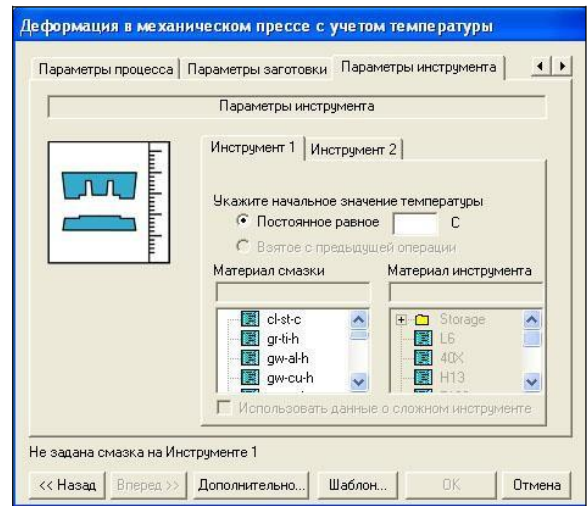 Деформация в механическом прессе с учетом температуры
Параметры процесса Параметры заготовки Параметры инструмента
Параметры инструмента
Инструмент 1 Инструмент 2
Укажите начальное значение температуры
Постоянное равное C
Взятое с предыдущей операции
Материал смазки Материал инструмента
cl-st-c Storage
gr-ti-h L6
gw-al-h 40X
gw-cu-h H13
Использовать данные о сложном инструменте
Не задана смазка на Инструменте 1
<< Назад Вперед >> Дополнительно... Шаблон... OK Отмена